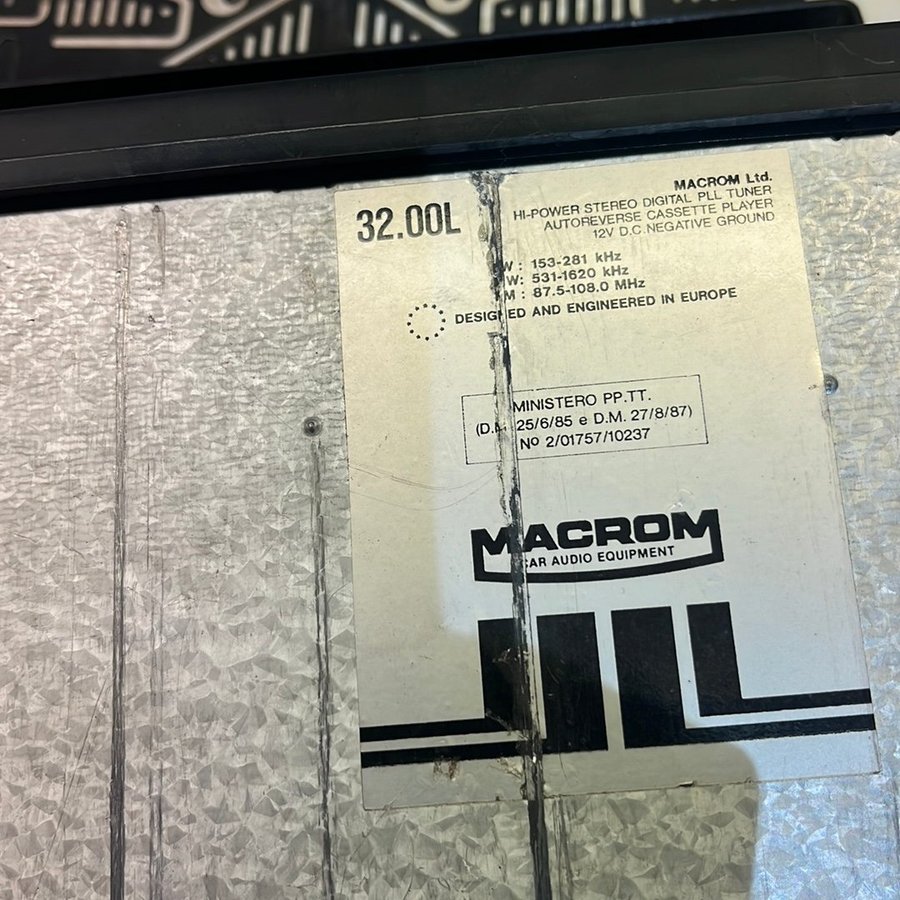 32.00L
MACROM Ltd.
HI-POWER STEREO DIGITAL PLL TUNER
AUTOREVERSE CASSETTE PLAYER
12V D.C. NEGATIVE GROUND
W : 153-281 kHz
W: 531-1620 kHz
M : 87.5-108.0 MHz
DESIGNED AND ENGINEERED IN EUROPE
MINISTERO PP.TT.
(D.M. 25/6/85 e D.M. 27/8/87)
Nº 2/01757/10237
MACROM
CAR AUDIO EQUIPMENT